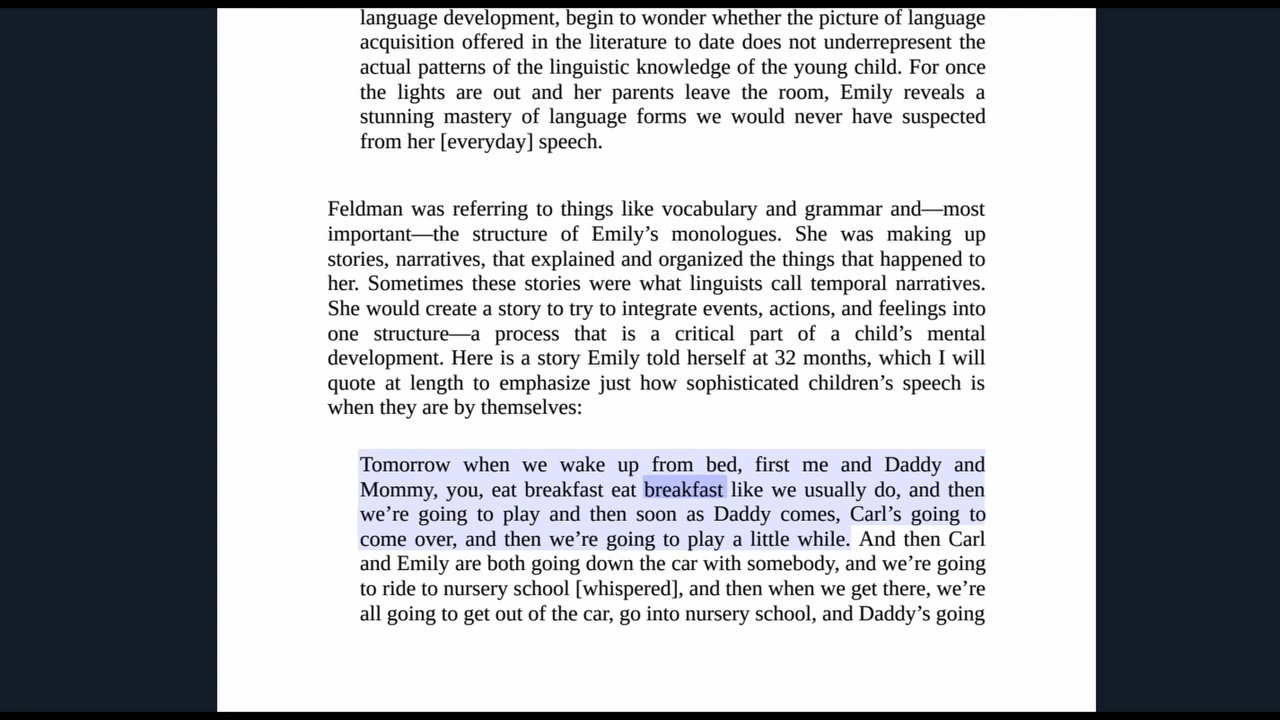 language development, begin to wonder whether the picture of language
acquisition offered in the literature to date does not underrepresent the
actual patterns of the linguistic knowledge of the young child. For once
the lights are out and her parents leave the room, Emily reveals a
stunning mastery of language forms we would never have suspected
from her [everyday] speech.
Feldman was referring to things like vocabulary and grammar and—most
important—the structure of Emily’s monologues. She was making up
stories, narratives, that explained and organized the things that happened to
her. Sometimes these stories were what linguists call temporal narratives.
She would create a story to try to integrate events, actions, and feelings into
one structure—a process that is a critical part of a child’s mental
development. Here is a story Emily told herself at 32 months, which I will
quote at length to emphasize just how sophisticated children’s speech is
when they are by themselves:
Tomorrow when we wake up from bed, first me and Daddy and
Mommy, you, eat breakfast eat breakfast like we usually do, and then
we’re going to play and then soon as Daddy comes, Carl’s going to
come over, and then we’re going to play a little while. And then Carl
and Emily are both going down the car with somebody, and we’re going
to ride to nursery school [whispered], and then when we get there, we’re
all going to get out of the car, go into nursery school, and Daddy’s going